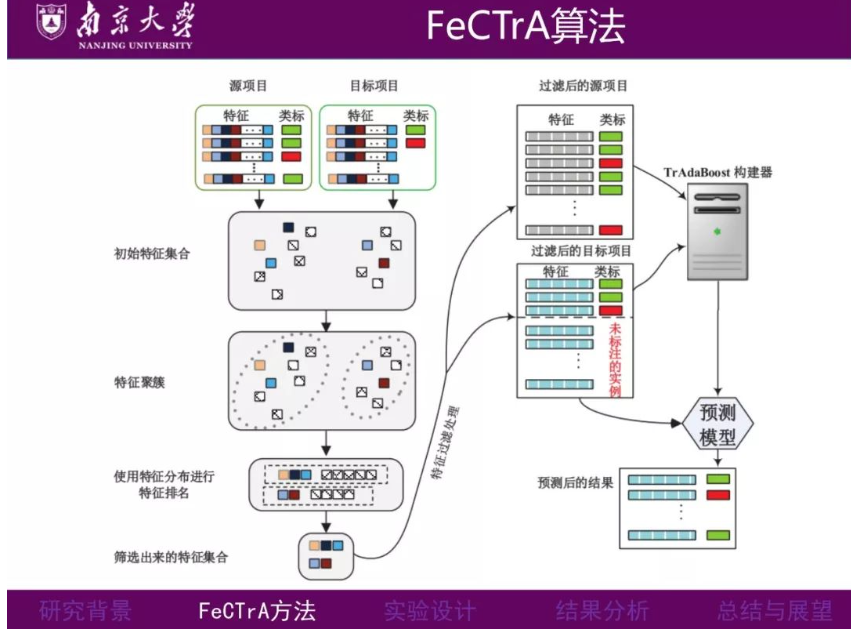 南京大学
NANJING UNIVERSITY
FeCTrA算法
源项目
目标项目
特征 类标
特征 类标
初始特征集合
特征聚簇
使用特征分布进行
特征排名
筛选出来的特征集合
特征过滤处理
过滤后的源项目
特征 类标
TrAdaBoost 构建器
过滤后的目标项目
特征 类标
未标注的实例
预测
模型
预测后的结果
研究背景
FeCTrA方法
实验设计
结果分析
总结与展望